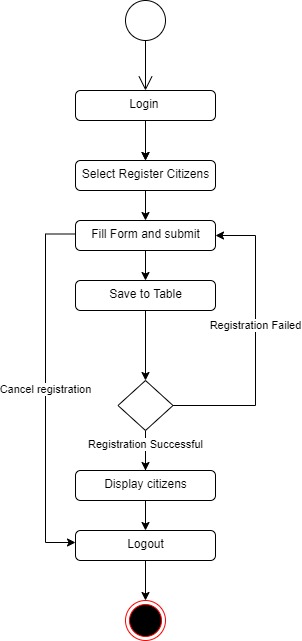 Login
Select Register Citizens
Fill Form and submit
Save to Table
Registration Failed
Cancel registration
Registration Successful
Display citizens
Logout